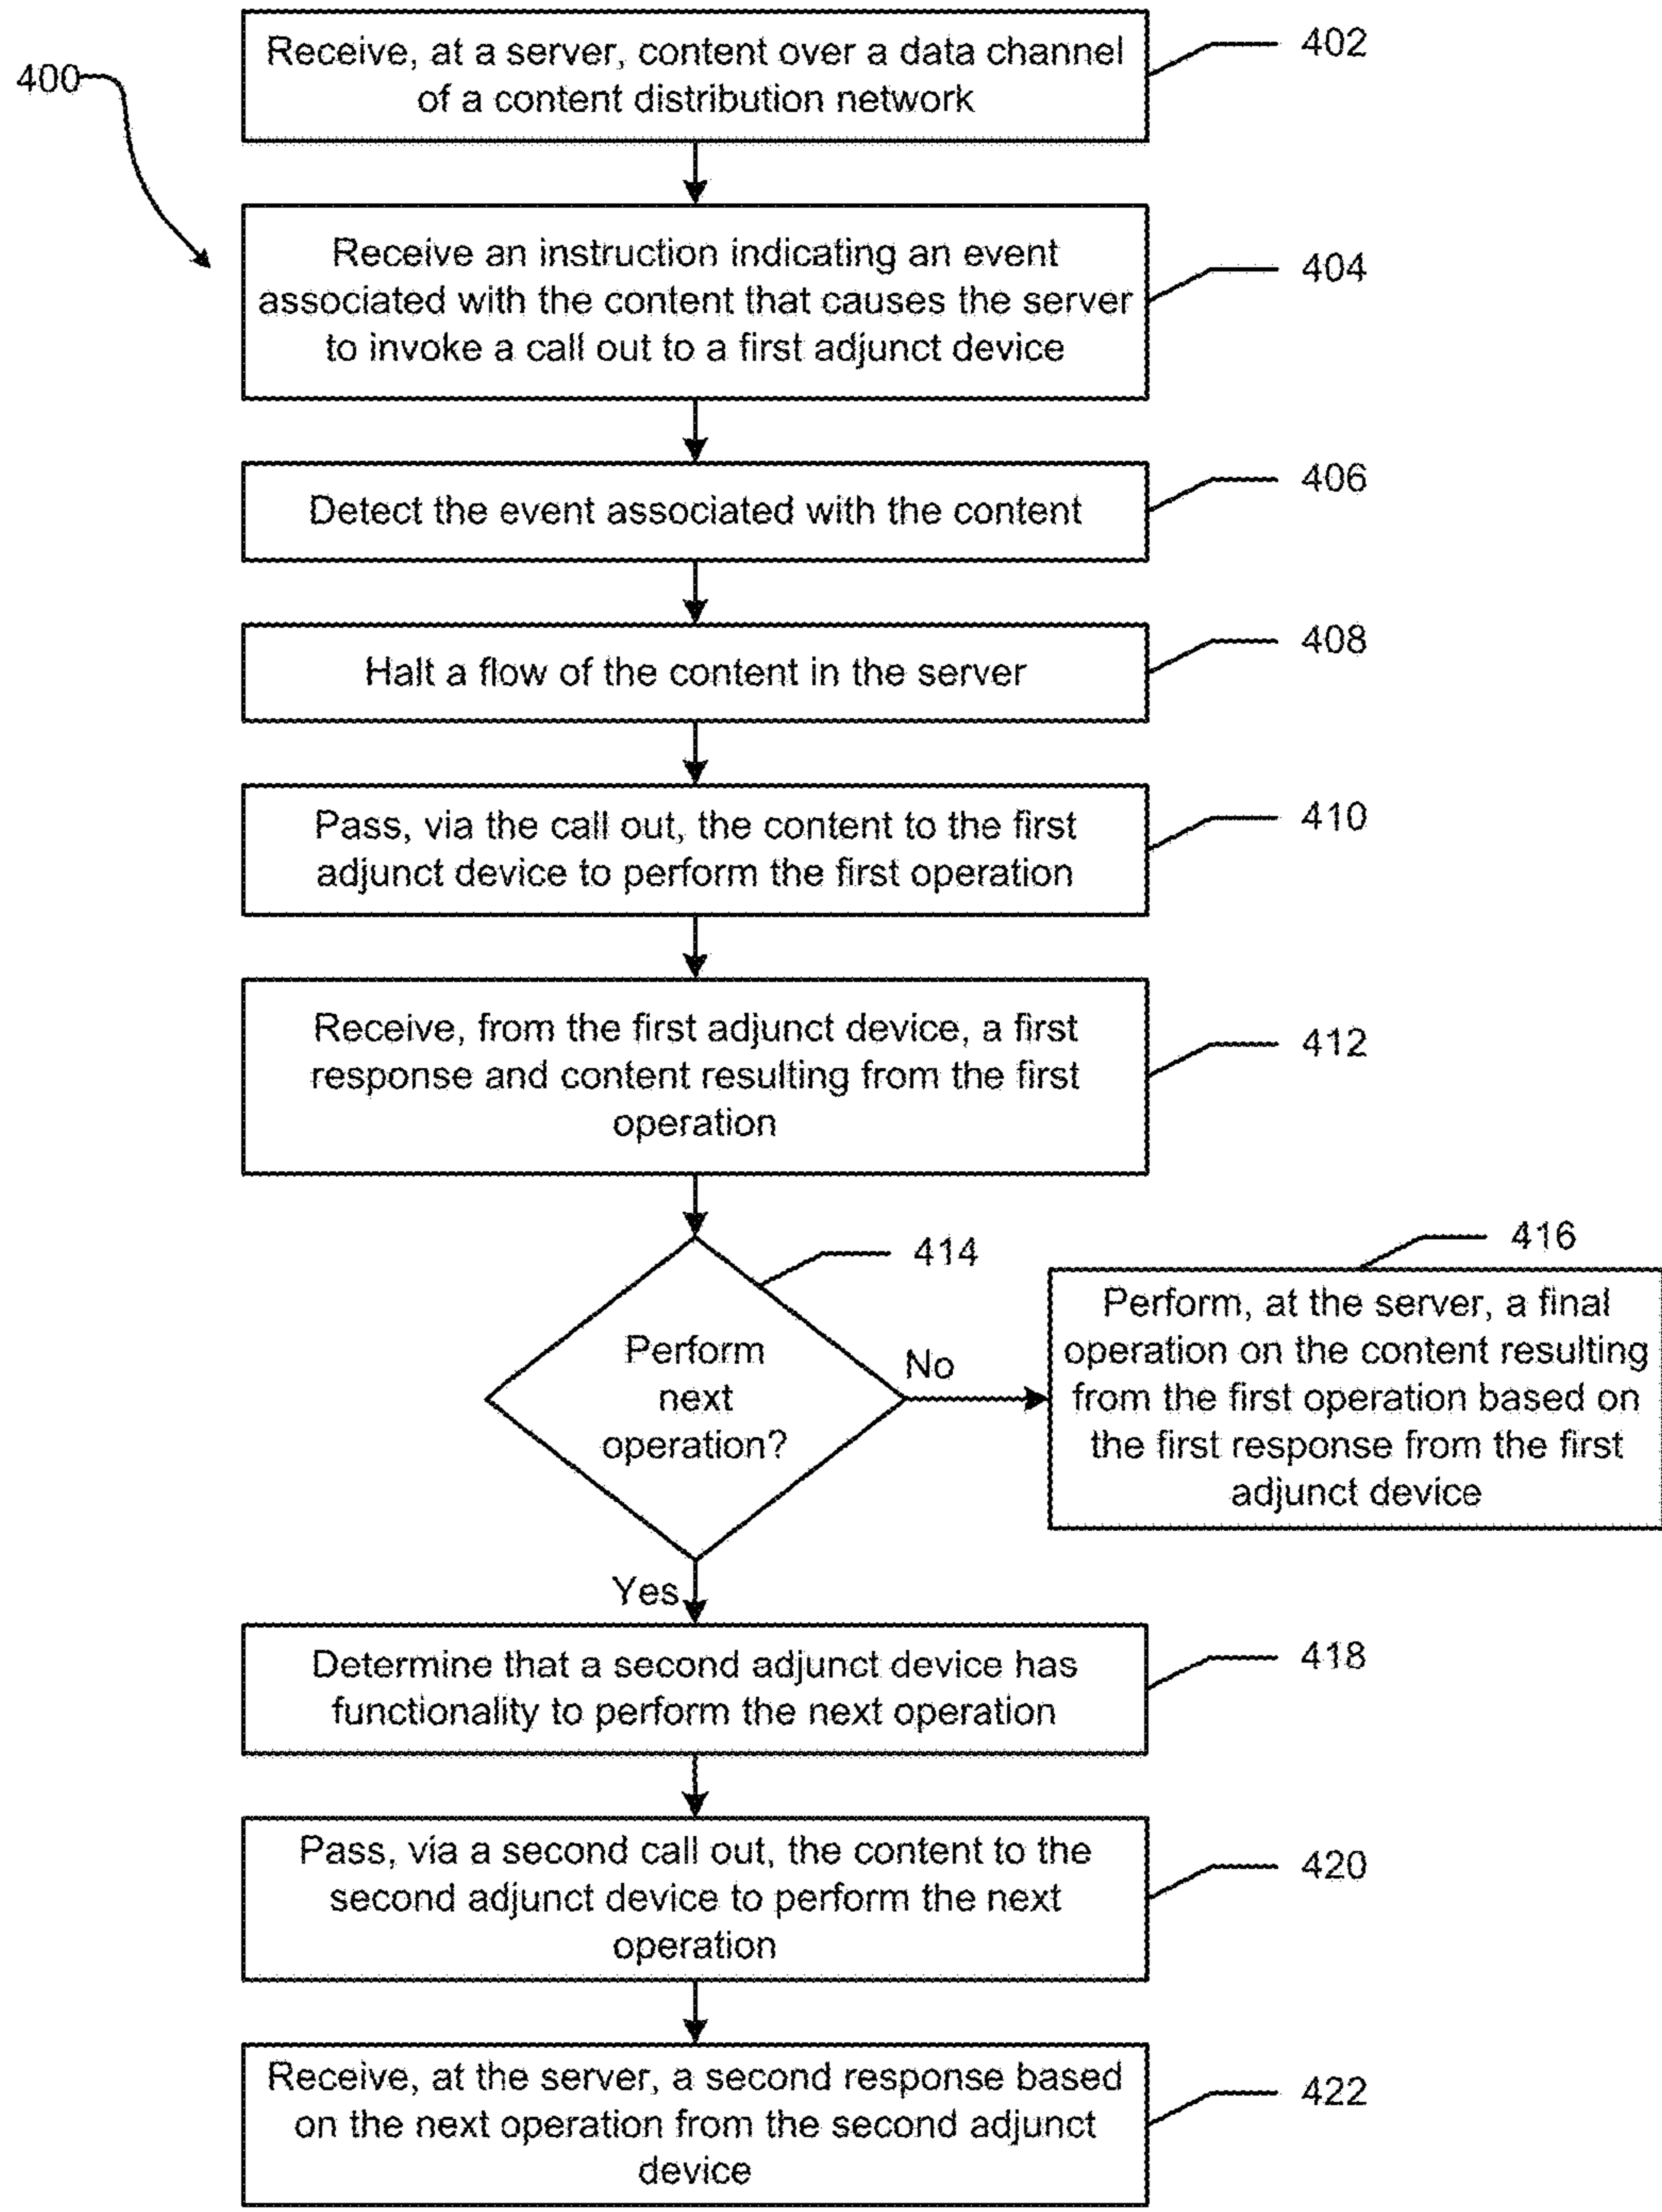 400
Receive, at a server, content over a data channel
of a content distribution network
402
Receive an instruction indicating an event
associated with the content that causes the server
to invoke a call out to a first adjunct device
404
Detect the event associated with the content
406
Halt a flow of the content in the server
408
Pass, via the call out, the content to the first
adjunct device to perform the first operation
410
Receive, from the first adjunct device, a first
response and content resulting from the first
operation
412
Perform
next
operation?
414
No
416
Perform, at the server, a final
operation on the content resulting
from the first operation based on
the first response from the first
adjunct device
Yes
Determine that a second adjunct device has
functionality to perform the next operation
418
Pass, via a second call out, the content to the
second adjunct device to perform the next
operation
420
Receive, at the server, a second response based
on the next operation from the second adjunct
device
422